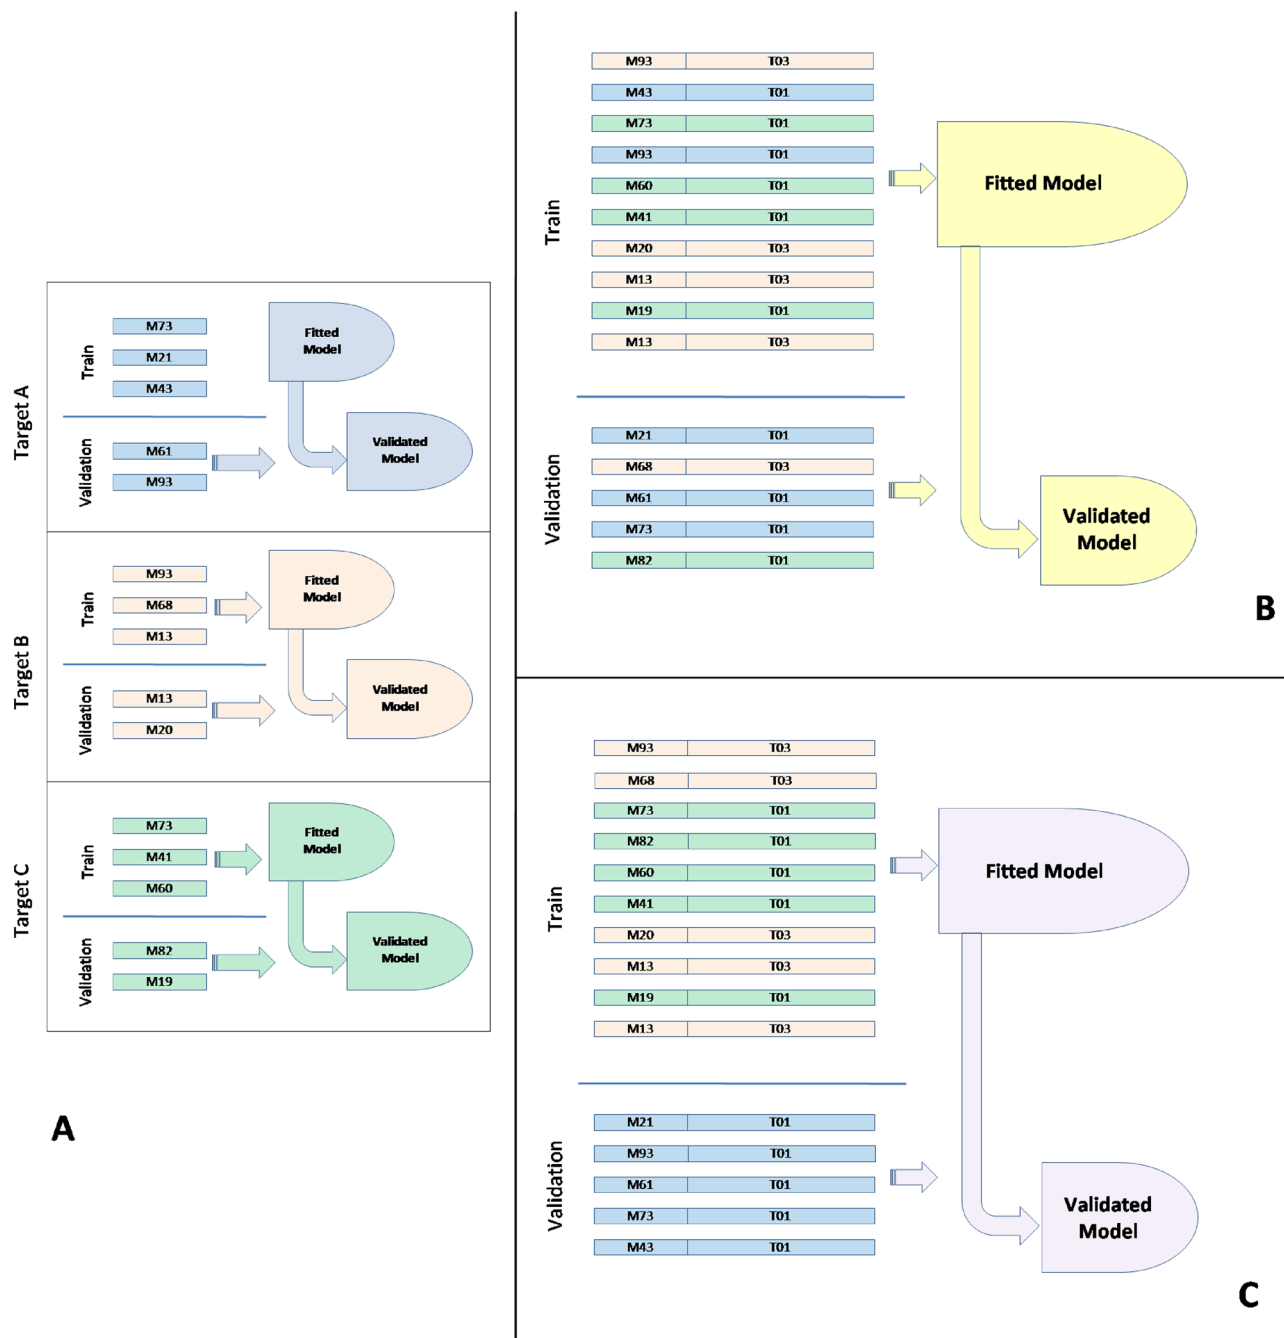 Target A
Train
M73
M21
M43
Validation
M61
M93
Fitted
Model
Validated
Model
Target B
Train
M93
M68
M13
Validation
M13
M20
Fitted
Model
Validated
Model
Target C
Train
M73
M41
M60
Validation
M82
M19
Fitted
Model
Validated
Model
A
Train
M93 T03
M43 T01
M73 T01
M93 T01
M60 T01
M41 T01
M20 T03
M13 T03
M19 T01
M13 T03
Fitted Model
Validation
M21 T01
M68 T03
M61 T01
M73 T01
M82 T01
Validated
Model
B
Train
M93 T03
M68 T03
M73 T01
M82 T01
M60 T01
M41 T01
M20 T03
M13 T03
M19 T01
M13 T03
Fitted Model
Validation
M21 T01
M93 T01
M61 T01
M73 T01
M43 T01
Validated
Model
C